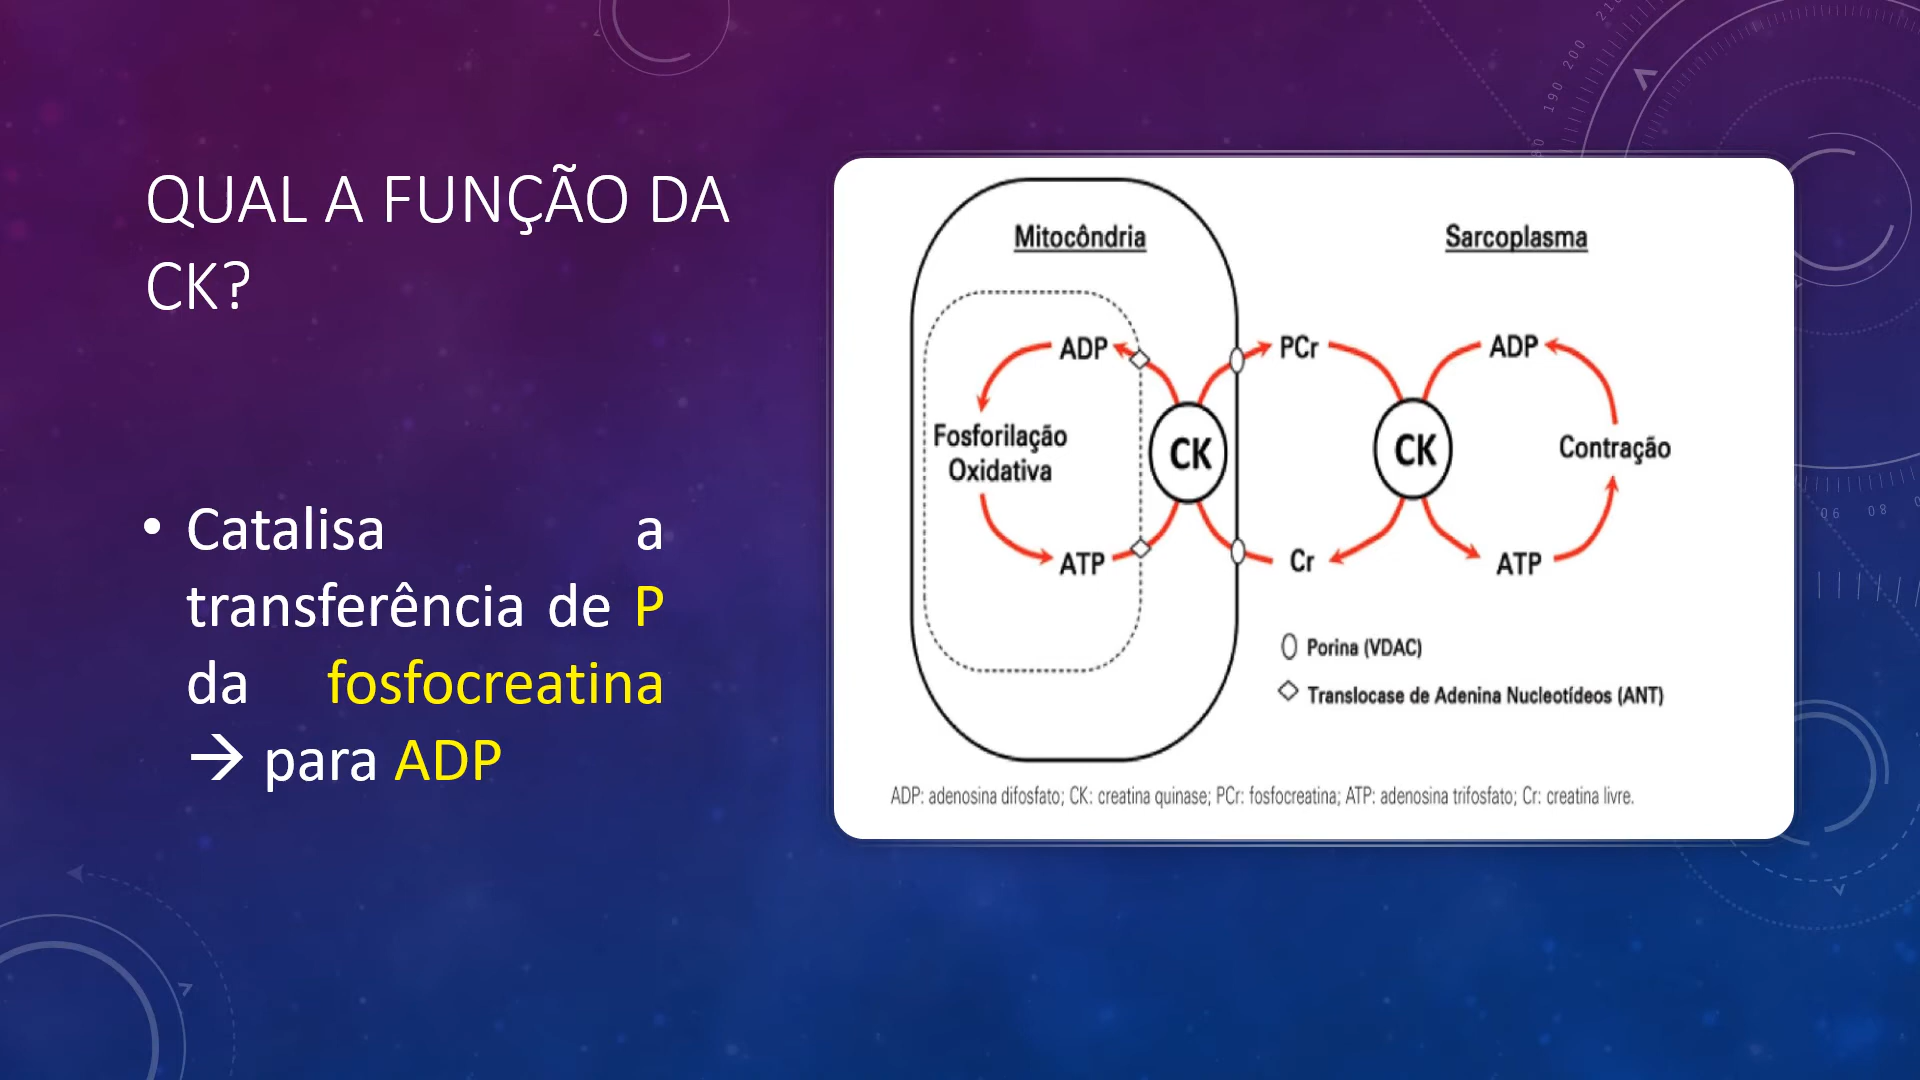 QUAL A FUNÇÃO DA
CK?
• Catalisa a
transferência de P
da fosfocreatina
→ para ADP
Mitocôndria
Sarcoplasma
ADP
PCr
ADP
Fosforilação
Oxidativa
CK
CK
Contração
ATP
Cr
ATP
Porina (VDAC)
Translocase de Adenina Nucleotídeos (ANT)
ADP: adenosina difosfato; CK: creatina quinase; PCr: fosfocreatina; ATP: adenosina trifosfato; Cr: creatina livre.
190
200